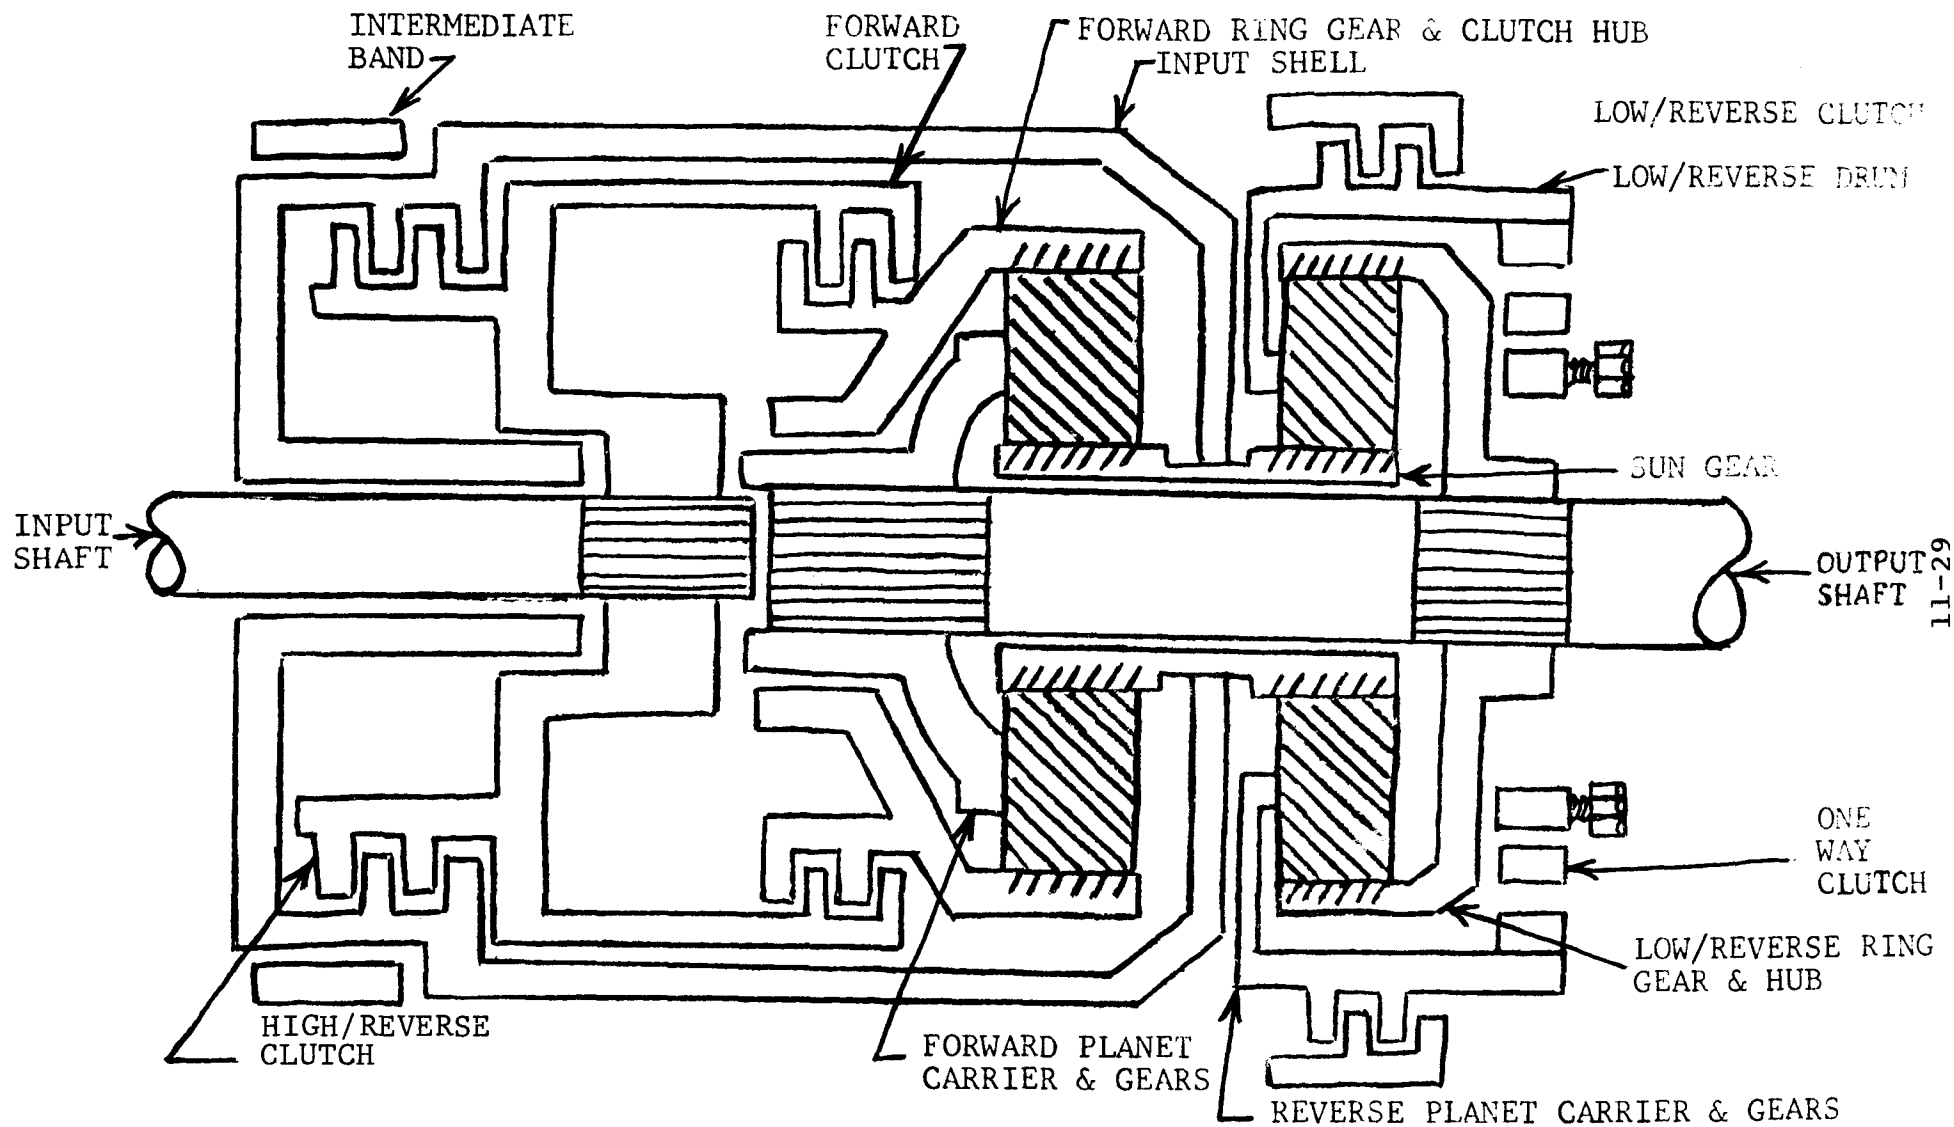 INTERMEDIATE
BAND
FORWARD
CLUTCH
FORWARD RING GEAR & CLUTCH HUB
INPUT SHELL
LOW/REVERSE CLUTCH
LOW/REVERSE DRUM
SUN GEAR
INPUT
SHAFT
OUTPUT
SHAFT
11-29
ONE
WAY
CLUTCH
LOW/REVERSE RING
GEAR & HUB
HIGH/REVERSE
CLUTCH
FORWARD PLANET
CARRIER & GEARS
REVERSE PLANET CARRIER & GEARS